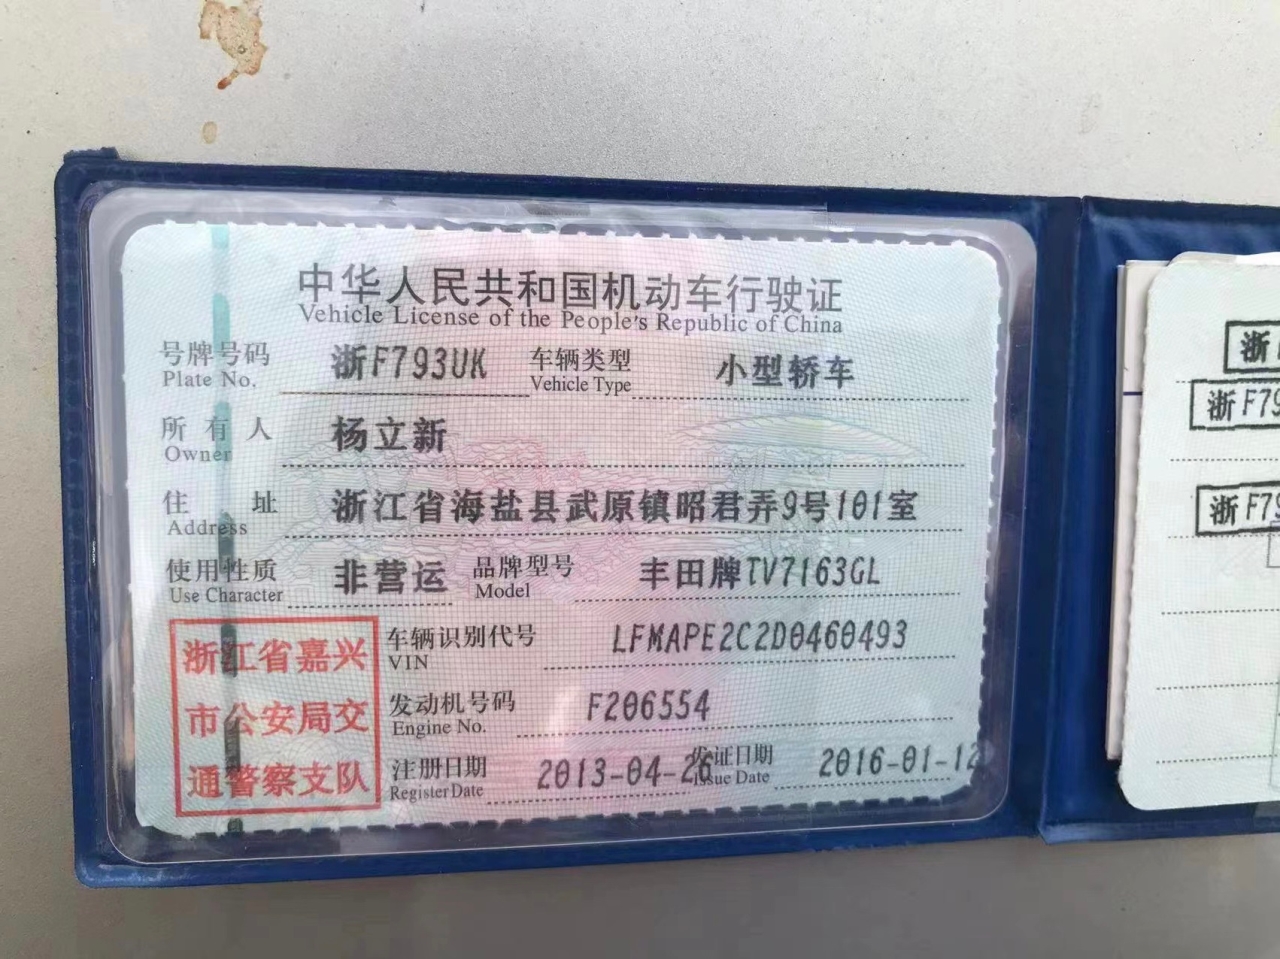 中华人民共和国机动车行驶证
Vehicle License of the People's Republic of China
号牌号码 浙F793UK 车辆类型 小型轿车
Plate No. Vehicle Type
所有人 杨立新
Owner
住址 浙江省海盐县武原镇昭君弄9号101室
Address
使用性质 非营运 品牌型号 丰田牌TV7163GL
Use Character Model
浙江省嘉兴
市公安局交
通警察支队
车辆识别代号 LFMAPE2C2D0460493
VIN
发动机号码 F206554
Engine No.
注册日期 2013-04-26 发证日期 2016-01-12
Register Date Issue Date
浙
浙F79
浙F79